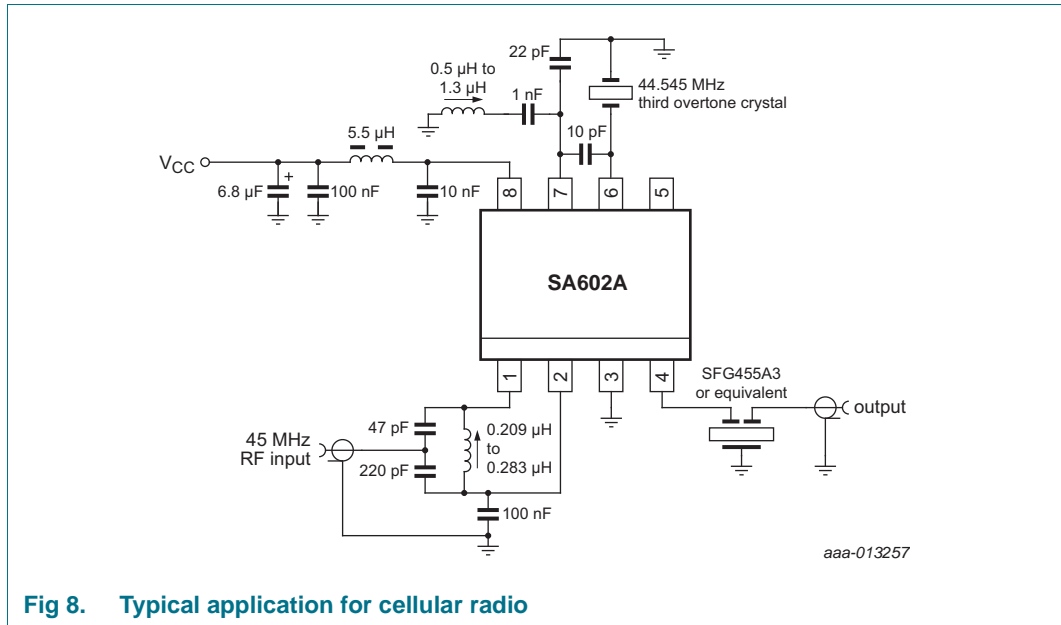 22 pF
0.5 μH to
1.3 μH
1 nF
44.545 MHz
third overtone crystal
5.5 μH
10 pF
VCC
6.8 μF
+
100 nF
10 nF
8
7
6
5
SA602A
1
2
3
4
SFG455A3
or equivalent
output
47 pF
0.209 μH
to
0.283 μH
45 MHz
RF input
220 pF
100 nF
aaa-013257
Fig 8. Typical application for cellular radio